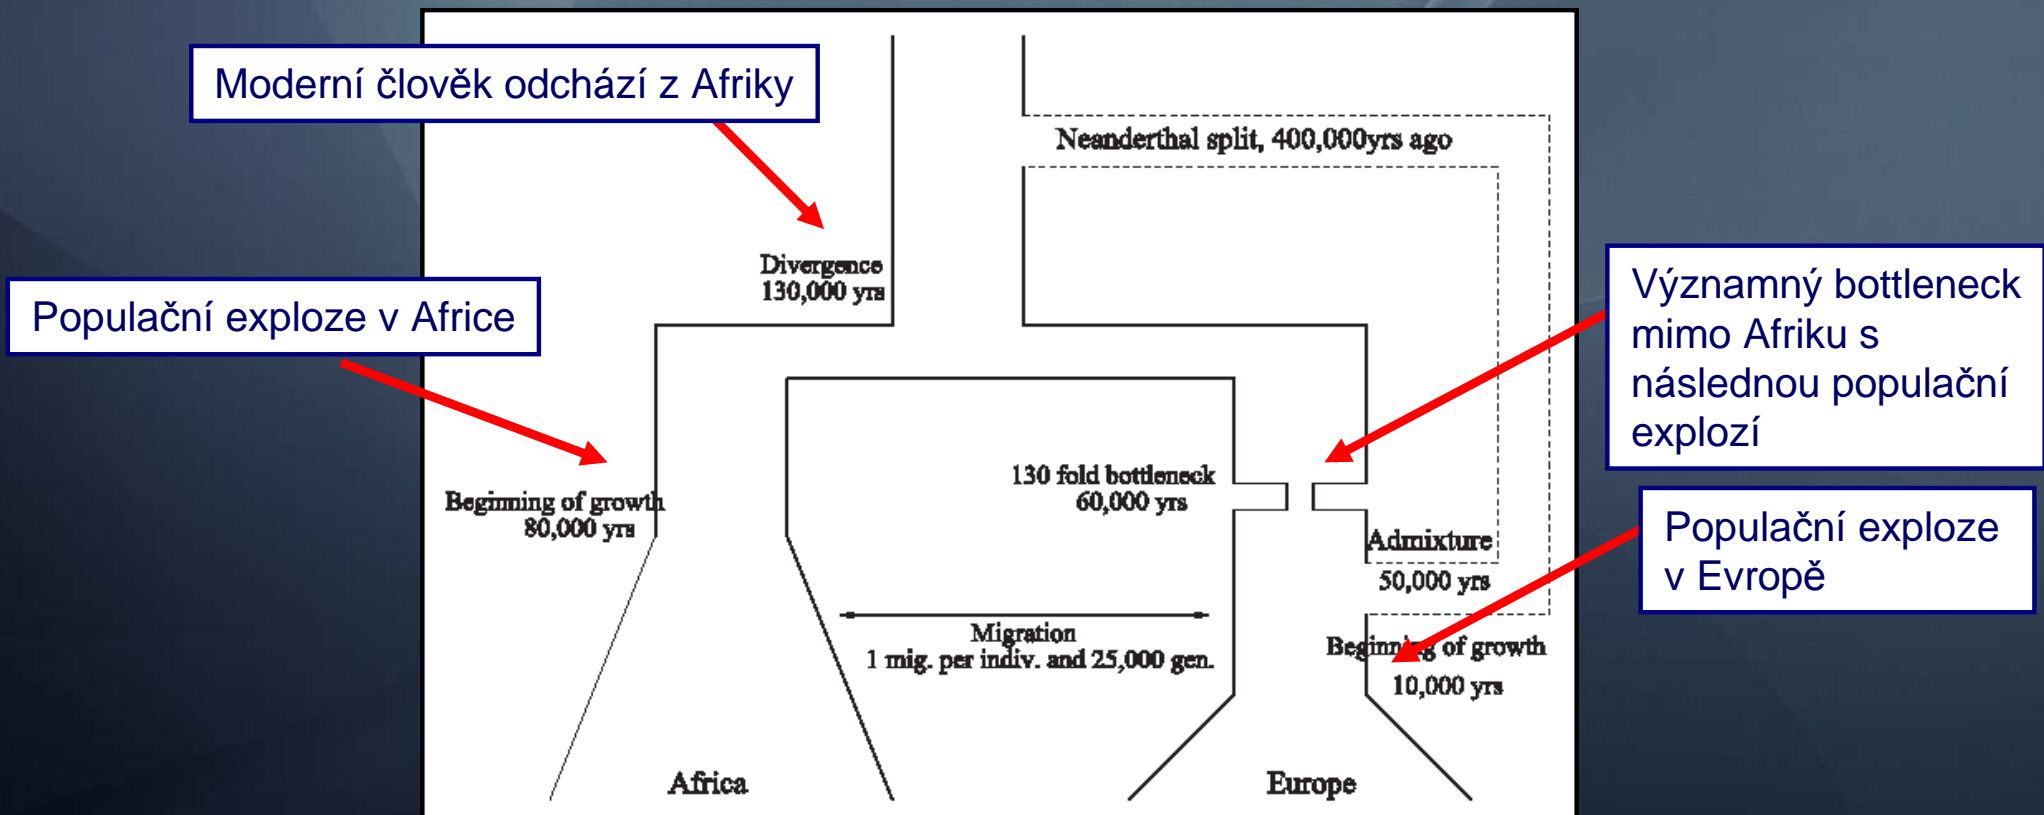 Moderní člověk odchází z Afriky
Neanderthal split, 400,000yrs ago
Divergence
130,000 yrs
Populační exploze v Africe
Významný bottleneck
mimo Afriku s
následnou populační
explozí
130 fold bottleneck
60,000 yrs
Beginning of growth
80,000 yrs
Populační exploze
v Evropě
Admixture
50,000 yrs
Migration
1 mig. per indiv. and 25,000 gen.
Beginning of growth
10,000 yrs
Africa
Europe